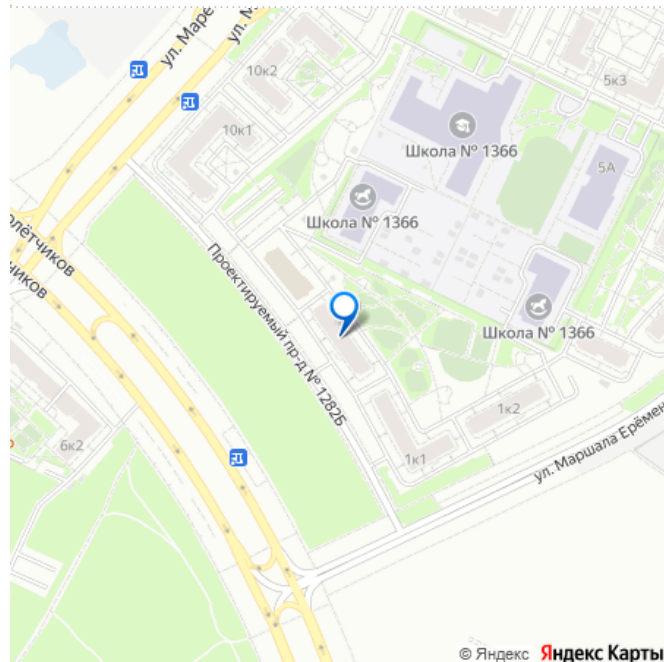 ул. Маре
ул. М
10к2
5к3
10к1
Школа № 1366
5А
Школа № 1366
олётчиков
чиков
Проектируемый пр-д № 1282Б
Школа № 1366
1к2
6к2
1к1
ул. Маршала Ерёмен
© Яндекс Яндекс Карты